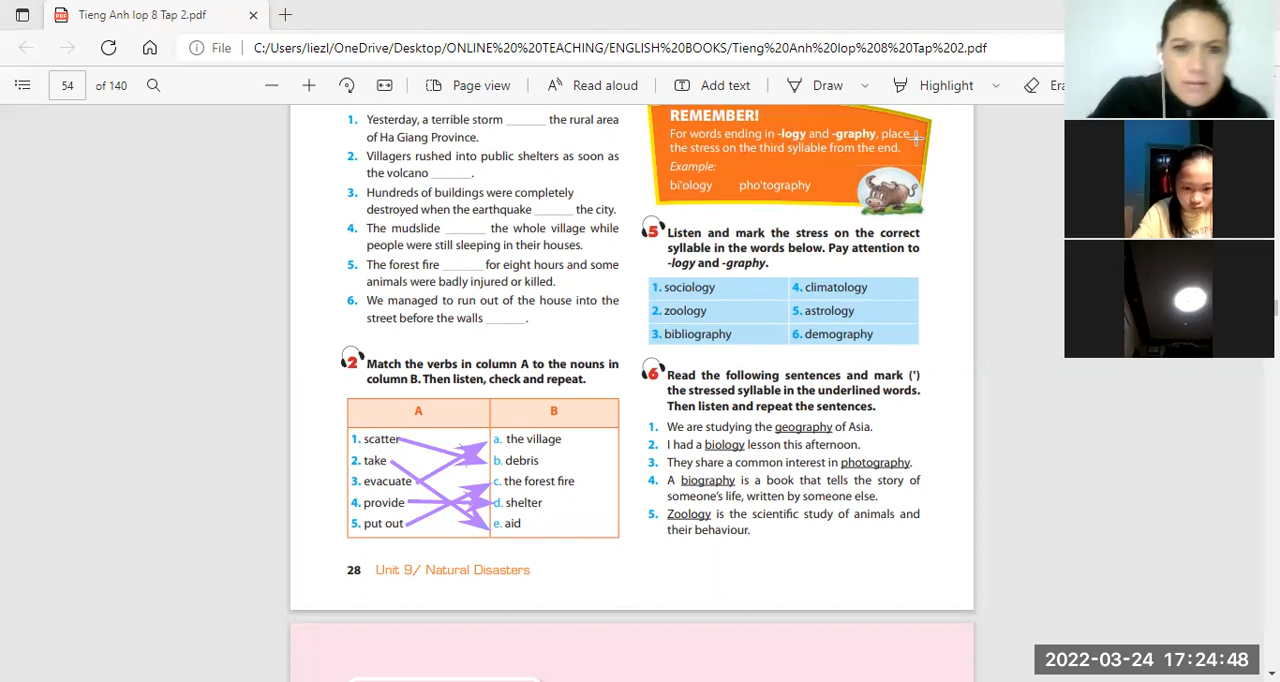 Tieng Anh lop 8 Tap 2.pdf
File
C:/Users/liezl/OneDrive/Desktop/ONLINE%20%20TEACHING/ENGLISH%20BOOKS/Tieng%20Anh%20lop%208%20Tap%202.pdf
54 of 140
Page view
Read aloud
Add text
Draw
Highlight
Era
1. Yesterday, a terrible storm ______ the rural area
of Ha Giang Province.
2. Villagers rushed into public shelters as soon as
the volcano ______.
3. Hundreds of buildings were completely
destroyed when the earthquake ______ the city.
4. The mudslide ______ the whole village while
people were still sleeping in their houses.
5. The forest fire ______ for eight hours and some
animals were badly injured or killed.
6. We managed to run out of the house into the
street before the walls ______.
2 Match the verbs in column A to the nouns in
column B. Then listen, check and repeat.
A B
1. scatter a. the village
2. take b. debris
3. evacuate c. the forest fire
4. provide d. shelter
5. put out e. aid
28 Unit 9/ Natural Disasters
REMEMBER!
For words ending in -logy and -graphy, place
the stress on the third syllable from the end.
Example:
bi'ology pho'tography
5 Listen and mark the stress on the correct
syllable in the words below. Pay attention to
-logy and -graphy.
1. sociology 4. climatology
2. zoology 5. astrology
3. bibliography 6. demography
6 Read the following sentences and mark (')
the stressed syllable in the underlined words.
Then listen and repeat the sentences.
1. We are studying the geography of Asia.
2. I had a biology lesson this afternoon.
3. They share a common interest in photography.
4. A biography is a book that tells the story of
someone's life, written by someone else.
5. Zoology is the scientific study of animals and
their behaviour.
2022-03-24 17:24:48